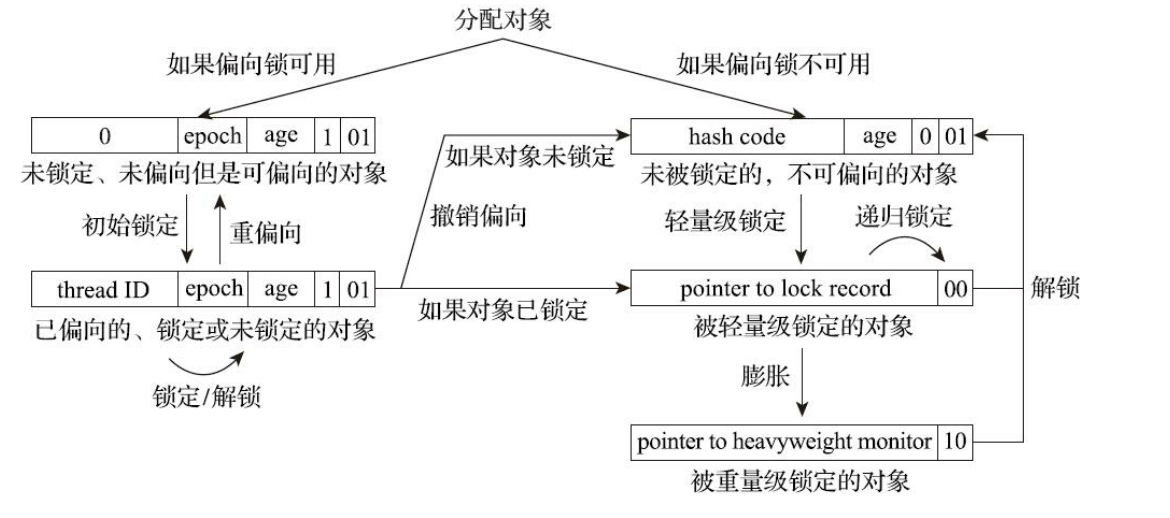 分配对象
如果偏向锁可用
如果偏向锁不可用
0 epoch age 1 01
未锁定、未偏向但是可偏向的对象
hash code age 0 01
未被锁定的，不可偏向的对象
如果对象未锁定
初始锁定
重偏向
撤销偏向
轻量级锁定
递归锁定
thread ID epoch age 1 01
已偏向的、锁定或未锁定的对象
如果对象已锁定
pointer to lock record 00
被轻量级锁定的对象
解锁
锁定/解锁
膨胀
pointer to heavyweight monitor 10
被重量级锁定的对象